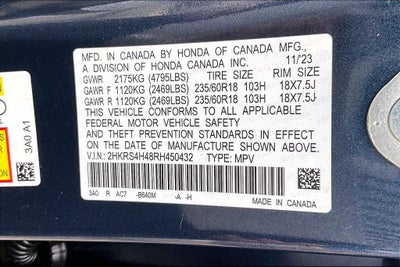 MFD. IN CANADA BY HONDA OF CANADA MFG.,
A DIVISION OF HONDA CANADA INC. 11/23
GVWR 2175KG (4795LBS) TIRE SIZE RIM SIZE
GAWR F 1120KG (2469LBS) 235/60R18 103H 18X7.5J
GAWR R 1120KG (2469LBS) 235/60R18 103H 18X7.5J
THIS VEHICLE CONFORMS TO ALL APPLICABLE
FEDERAL MOTOR VEHICLE SAFETY
AND THEFT PREVENTION STANDARDS IN EFFECT
ON THE DATE OF MANUFACTURE SHOWN ABOVE.
V.I.N.: 2HKRS4H48RH450432 TYPE: MPV
3A0 R AC7 -B640M -A -H
MADE IN CANADA
3A0 A1